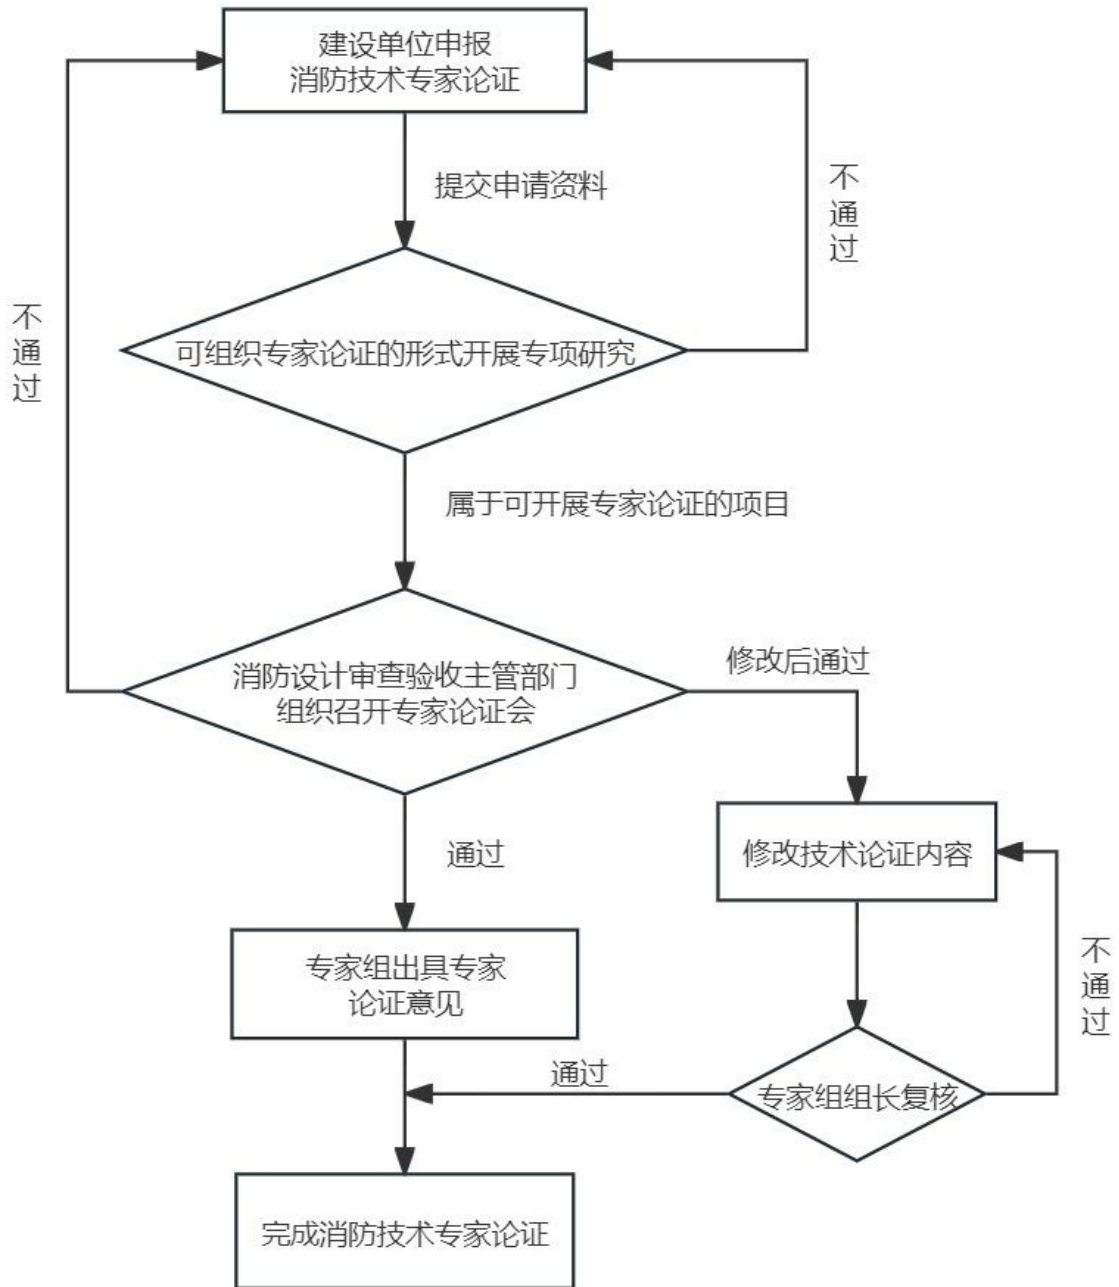 建设单位申报
消防技术专家论证
提交申请资料
不通过
可组织专家论证的形式开展专项研究
不通过
属于可开展专家论证的项目
消防设计审查验收主管部门
组织召开专家论证会
修改后通过
通过
修改技术论证内容
专家组出具专家
论证意见
不通过
通过
专家组组长复核
完成消防技术专家论证